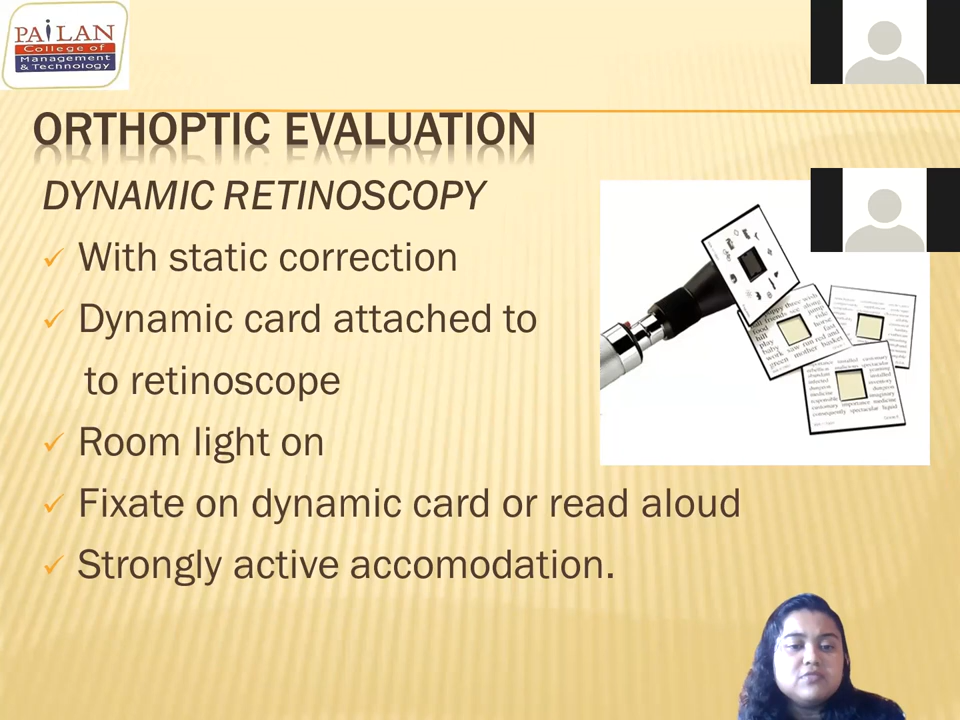 PAiLAN
College of
Management
& Technology
ORTHOPTIC EVALUATION
DYNAMIC RETINOSCOPY
✓ With static correction
✓ Dynamic card attached to
to retinoscope
✓ Room light on
✓ Fixate on dynamic card or read aloud
✓ Strongly active accomodation.